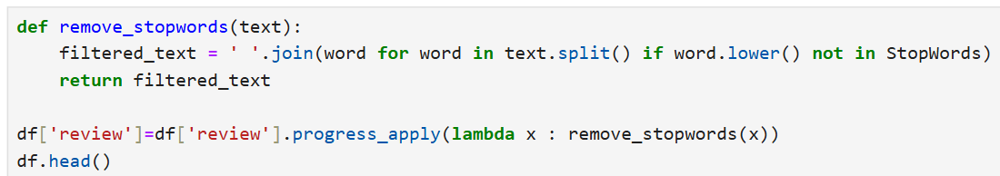 def remove_stopwords(text):
    filtered_text = ' '.join(word for word in text.split() if word.lower() not in StopWords)
    return filtered_text

df['review']=df['review'].progress_apply(lambda x : remove_stopwords(x))
df.head()